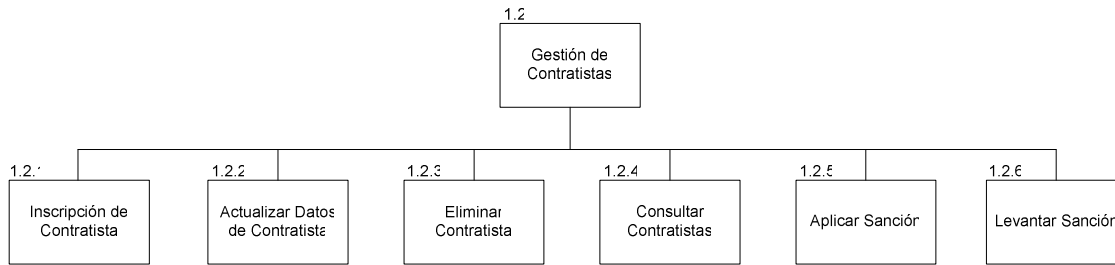 1.2
Gestión de
Contratistas
1.2.1
Inscripción de
Contratista
1.2.2
Actualizar Datos
de Contratista
1.2.3
Eliminar
Contratista
1.2.4
Consultar
Contratistas
1.2.5
Aplicar Sanción
1.2.6
Levantar Sanción